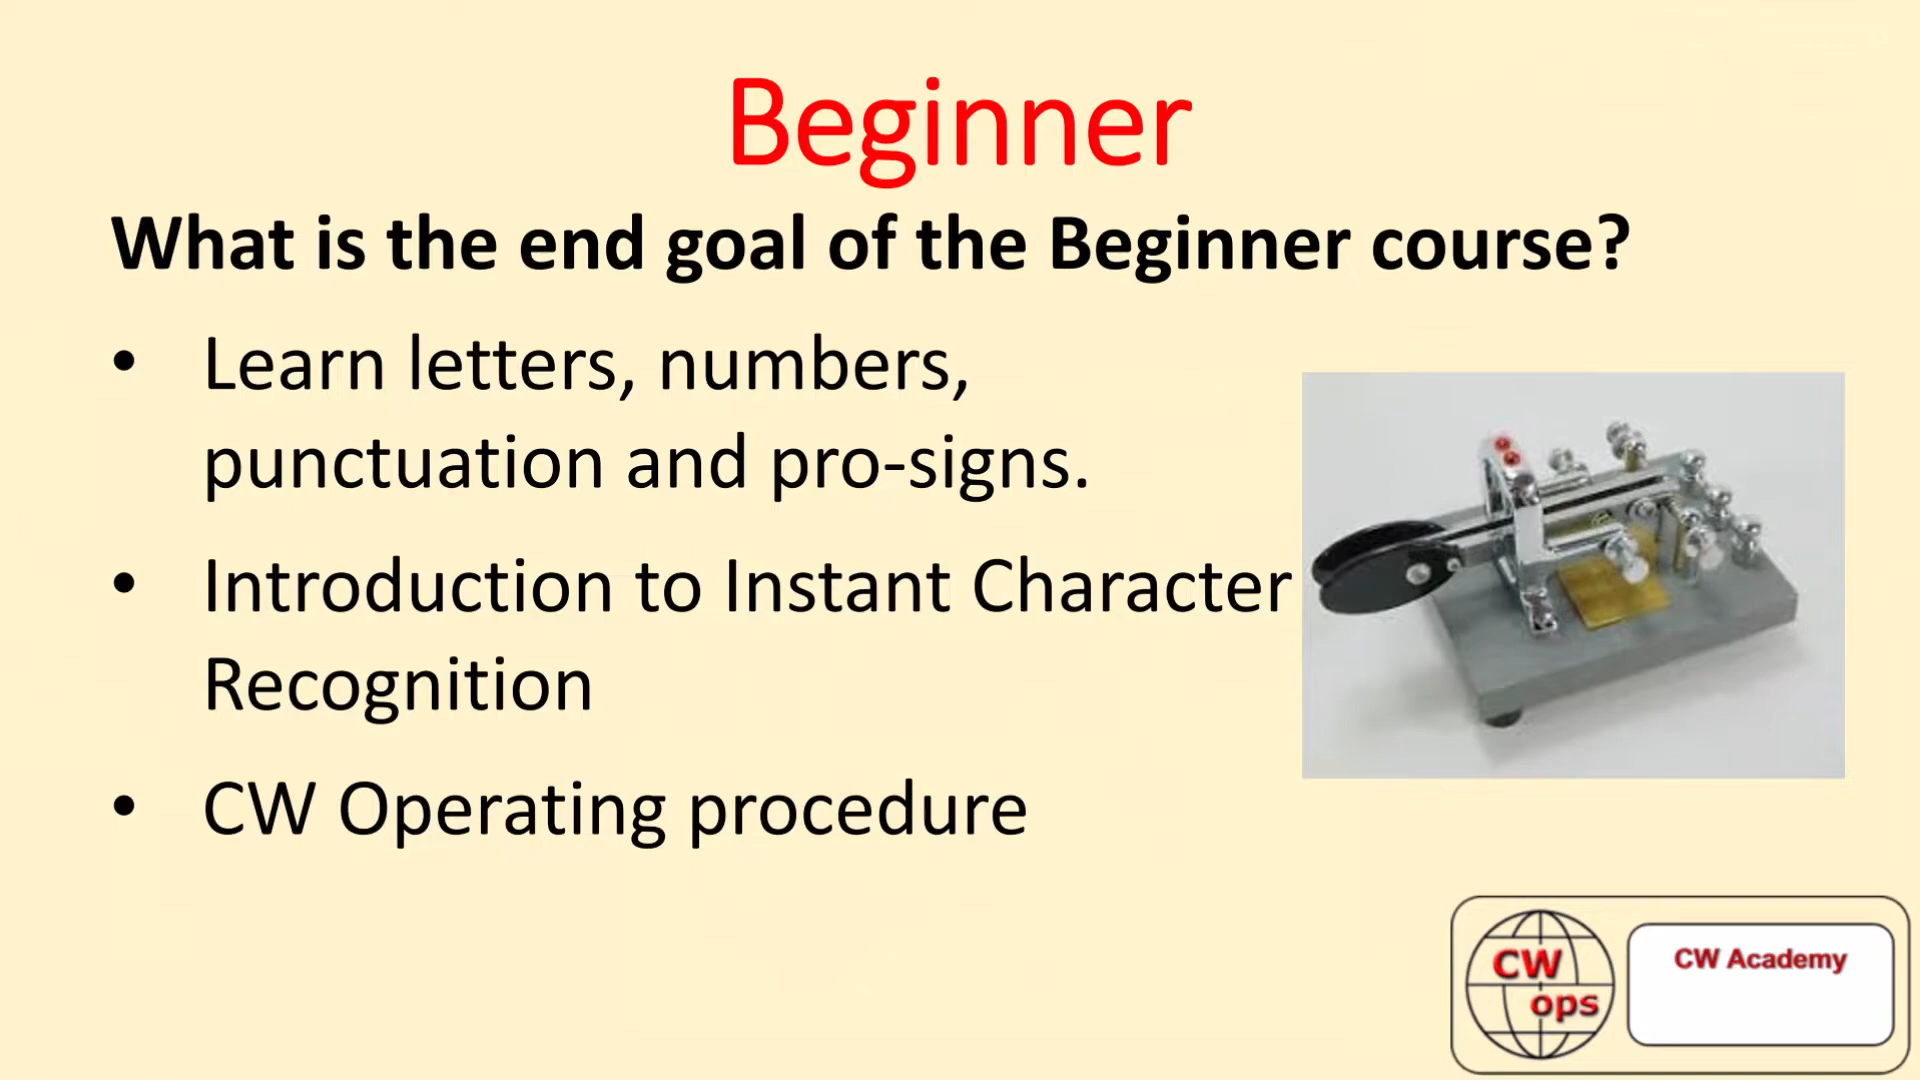 Beginner
What is the end goal of the Beginner course?
• Learn letters, numbers,
punctuation and pro-signs.
• Introduction to Instant Character
Recognition
• CW Operating procedure
CW
ops
CW Academy